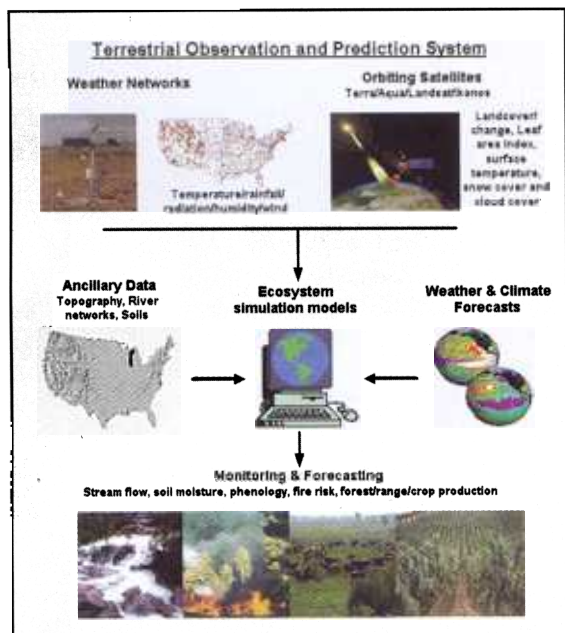 Terrestrial Observation and Prediction System
Weather Networks
Orbiting Satellites
Terra/Aqua/Landsat/Ikonos
Temperature/rainfall/
radiation/humidity/wind
Landcover/
change, Leaf
area index,
surface
temperature,
snow cover and
cloud cover
Ancillary Data
Topography, River
networks, Soils
Ecosystem
simulation models
Weather & Climate
Forecasts
Monitoring & Forecasting
Stream flow, soil moisture, phenology, fire risk, forest/range/crop production